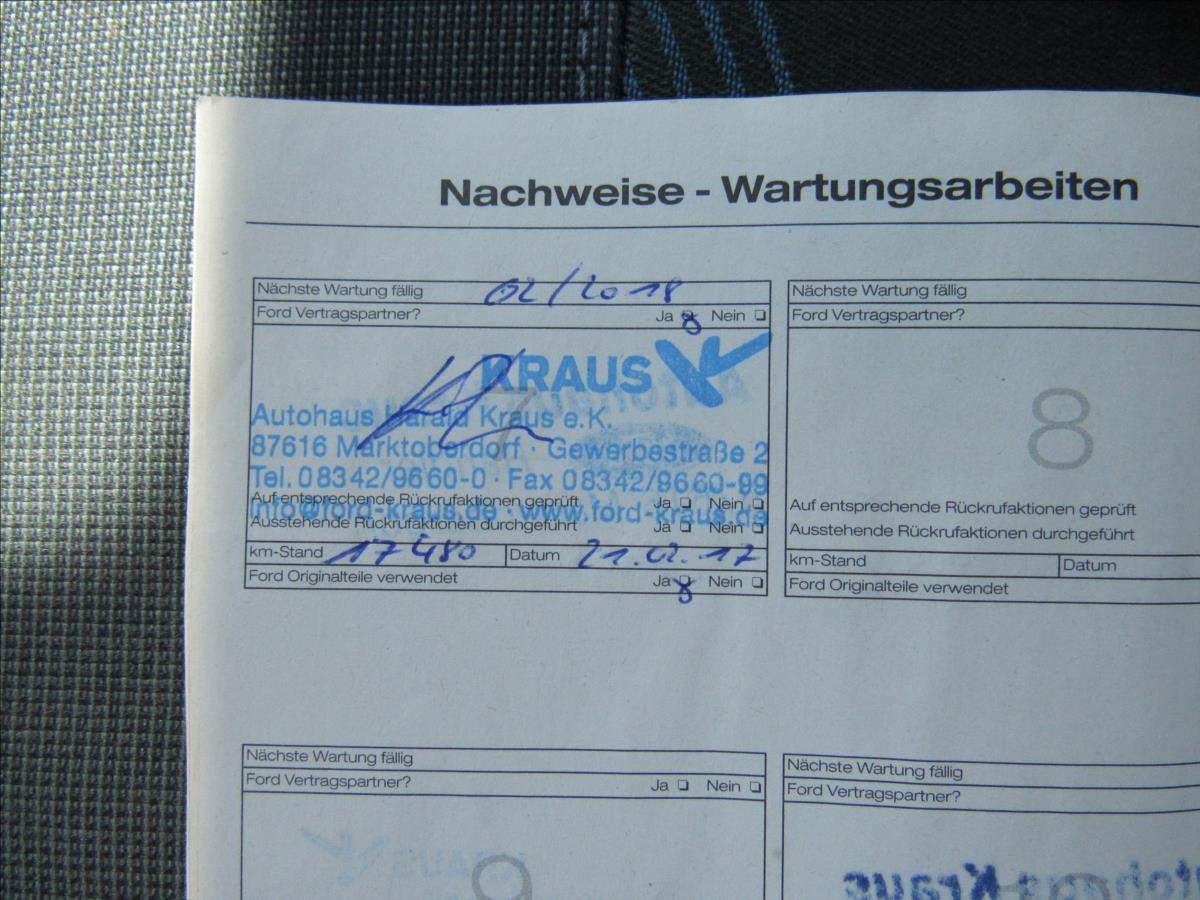 Nachweise - Wartungsarbeiten
Nächste Wartung fällig 02/2018
Ford Vertragspartner? Ja Nein
KRAUS
7
Autohaus Harald Kraus e.K.
87616 Marktoberdorf · Gewerbestraße 2
Tel. 08342/9660-0 · Fax 08342/9660-99
Auf entsprechende Rückrufaktionen geprüft Ja Nein
info@ford-kraus.de · www.ford-kraus.de
Ausstehende Rückrufaktionen durchgeführt Ja Nein
km-Stand 17480 Datum 21.02.17
Ford Originalteile verwendet Ja Nein
Nächste Wartung fällig
Ford Vertragspartner?
8
Auf entsprechende Rückrufaktionen geprüft
Ausstehende Rückrufaktionen durchgeführt
km-Stand Datum
Ford Originalteile verwendet
Nächste Wartung fällig
Ford Vertragspartner? Ja Nein
9
Nächste Wartung fällig
Ford Vertragspartner?